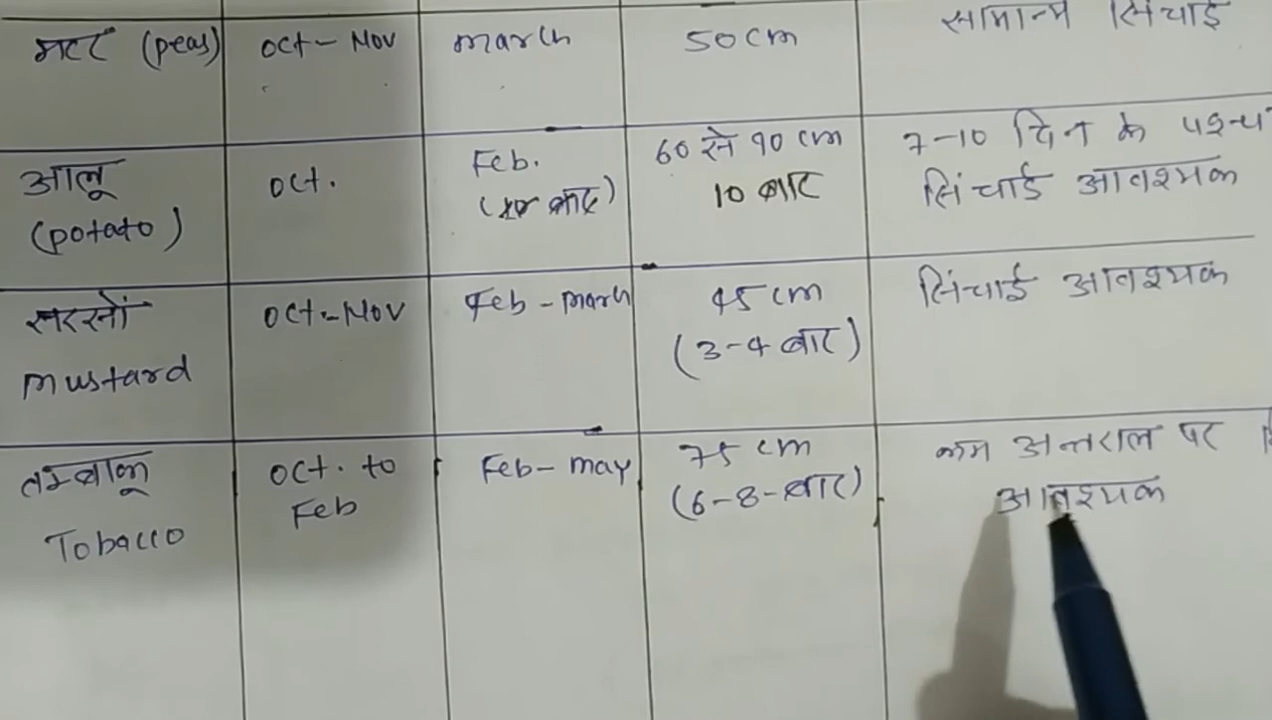 मटर (peas) oct - Nov march 50 cm सामान्य सिंचाई
आलू oct. Feb. 60 से 90 cm 7-10 दिन के पश्च
(potato) 10 बार सिंचाई आवश्यक
सरसों oct - Nov Feb - march 45 cm सिंचाई आवश्यक
mustard (3-4 बार)
तम्बाकू oct. to Feb - may 75 cm कम अन्तराल पर
Tobacco Feb (6-8-बार) आवश्यक